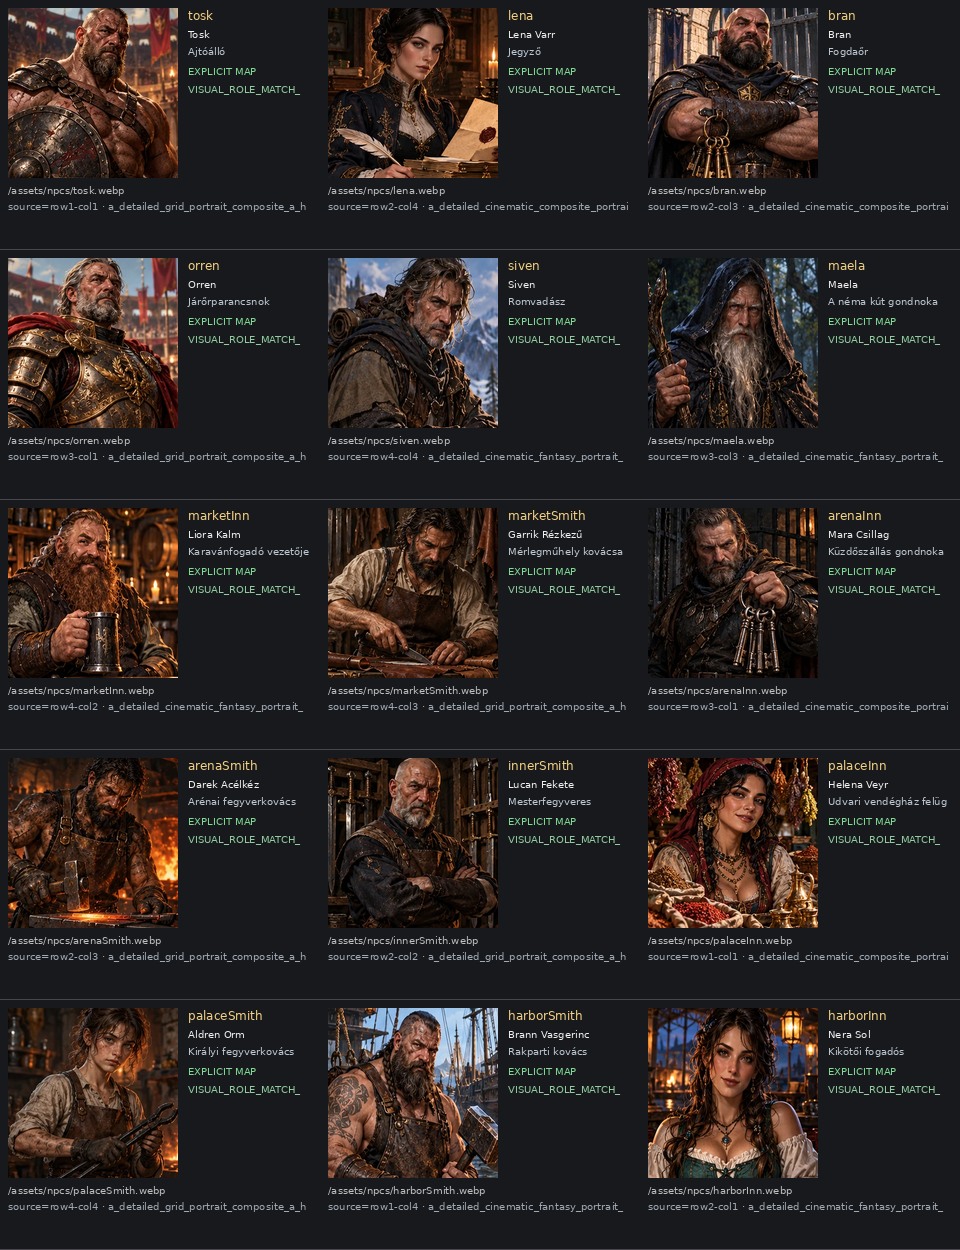 tosk
Tosk
Ajtóálló
EXPLICIT MAP
VISUAL_ROLE_MATCH_
/assets/npcs/tosk.webp
source=row1-col1 · a_detailed_grid_portrait_composite_a_h
lena
Lena Varr
Jegyző
EXPLICIT MAP
VISUAL_ROLE_MATCH_
/assets/npcs/lena.webp
source=row2-col4 · a_detailed_cinematic_composite_portrai
bran
Bran
Fogdaőr
EXPLICIT MAP
VISUAL_ROLE_MATCH_
/assets/npcs/bran.webp
source=row2-col3 · a_detailed_cinematic_composite_portrai
orren
Orren
Járőrparancsnok
EXPLICIT MAP
VISUAL_ROLE_MATCH_
/assets/npcs/orren.webp
source=row3-col1 · a_detailed_grid_portrait_composite_a_h
siven
Siven
Romvadász
EXPLICIT MAP
VISUAL_ROLE_MATCH_
/assets/npcs/siven.webp
source=row4-col4 · a_detailed_cinematic_fantasy_portrait_
maela
Maela
A néma kút gondnoka
EXPLICIT MAP
VISUAL_ROLE_MATCH_
/assets/npcs/maela.webp
source=row3-col3 · a_detailed_cinematic_fantasy_portrait_
marketInn
Liora Kalm
Karavánfogadó vezetője
EXPLICIT MAP
VISUAL_ROLE_MATCH_
/assets/npcs/marketInn.webp
source=row4-col2 · a_detailed_cinematic_fantasy_portrait_
marketSmith
Garrik Rézkezű
Mérlegműhely kovácsa
EXPLICIT MAP
VISUAL_ROLE_MATCH_
/assets/npcs/marketSmith.webp
source=row4-col3 · a_detailed_grid_portrait_composite_a_h
arenaInn
Mara Csillag
Küzdőszállás gondnoka
EXPLICIT MAP
VISUAL_ROLE_MATCH_
/assets/npcs/arenaInn.webp
source=row3-col1 · a_detailed_cinematic_composite_portrai
arenaSmith
Darek Acélkéz
Arénai fegyverkovács
EXPLICIT MAP
VISUAL_ROLE_MATCH_
/assets/npcs/arenaSmith.webp
source=row2-col3 · a_detailed_grid_portrait_composite_a_h
innerSmith
Lucan Fekete
Mesterfegyveres
EXPLICIT MAP
VISUAL_ROLE_MATCH_
/assets/npcs/innerSmith.webp
source=row2-col2 · a_detailed_grid_portrait_composite_a_h
palaceInn
Helena Veyr
Udvari vendégház felüg
EXPLICIT MAP
VISUAL_ROLE_MATCH_
/assets/npcs/palaceInn.webp
source=row1-col1 · a_detailed_cinematic_composite_portrai
palaceSmith
Aldren Orm
Királyi fegyverkovács
EXPLICIT MAP
VISUAL_ROLE_MATCH_
/assets/npcs/palaceSmith.webp
source=row4-col4 · a_detailed_grid_portrait_composite_a_h
harborSmith
Brann Vasgerinc
Rakparti kovács
EXPLICIT MAP
VISUAL_ROLE_MATCH_
/assets/npcs/harborSmith.webp
source=row1-col4 · a_detailed_cinematic_fantasy_portrait_
harborInn
Nera Sol
Kikötői fogadós
EXPLICIT MAP
VISUAL_ROLE_MATCH_
/assets/npcs/harborInn.webp
source=row2-col1 · a_detailed_cinematic_fantasy_portrait_